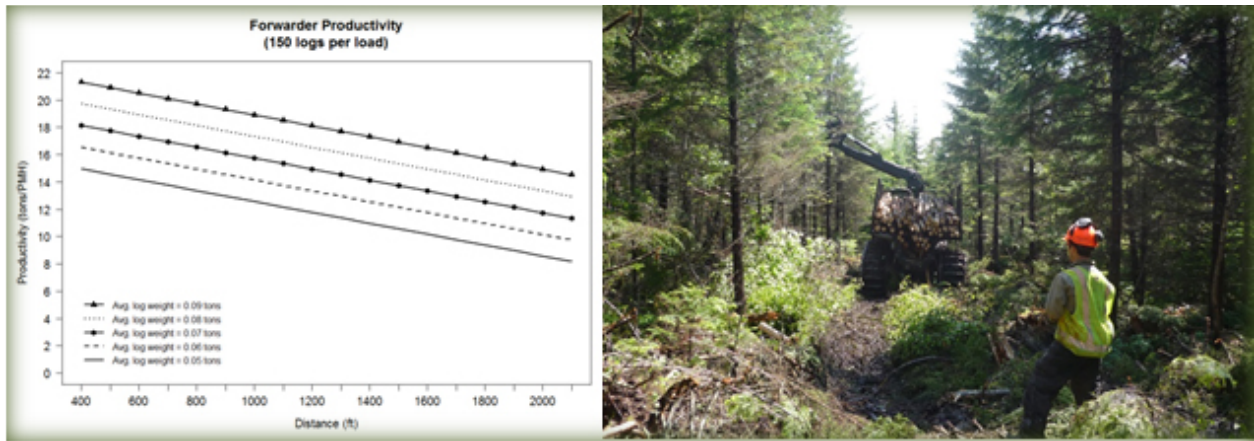 Forwarder Productivity
(150 logs per load)
Productivity (tons/PMH)
22
20
18
16
14
12
10
8
6
4
2
0
Avg. log weight = 0.09 tons
Avg. log weight = 0.08 tons
Avg. log weight = 0.07 tons
Avg. log weight = 0.06 tons
Avg. log weight = 0.05 tons
400 600 800 1000 1200 1400 1600 1800 2000
Distance (ft)